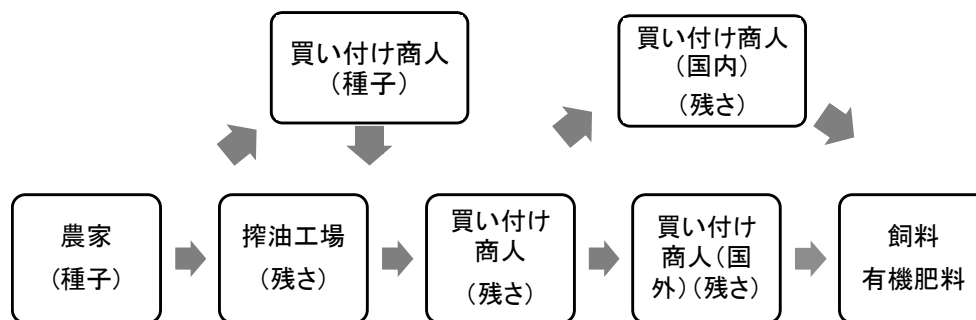 買い付け商人
（種子）
買い付け商人
（国内）
（残さ）
農家
（種子）
搾油工場
（残さ）
買い付け
商人
（残さ）
買い付け
商人（国
外）（残さ）
飼料
有機肥料